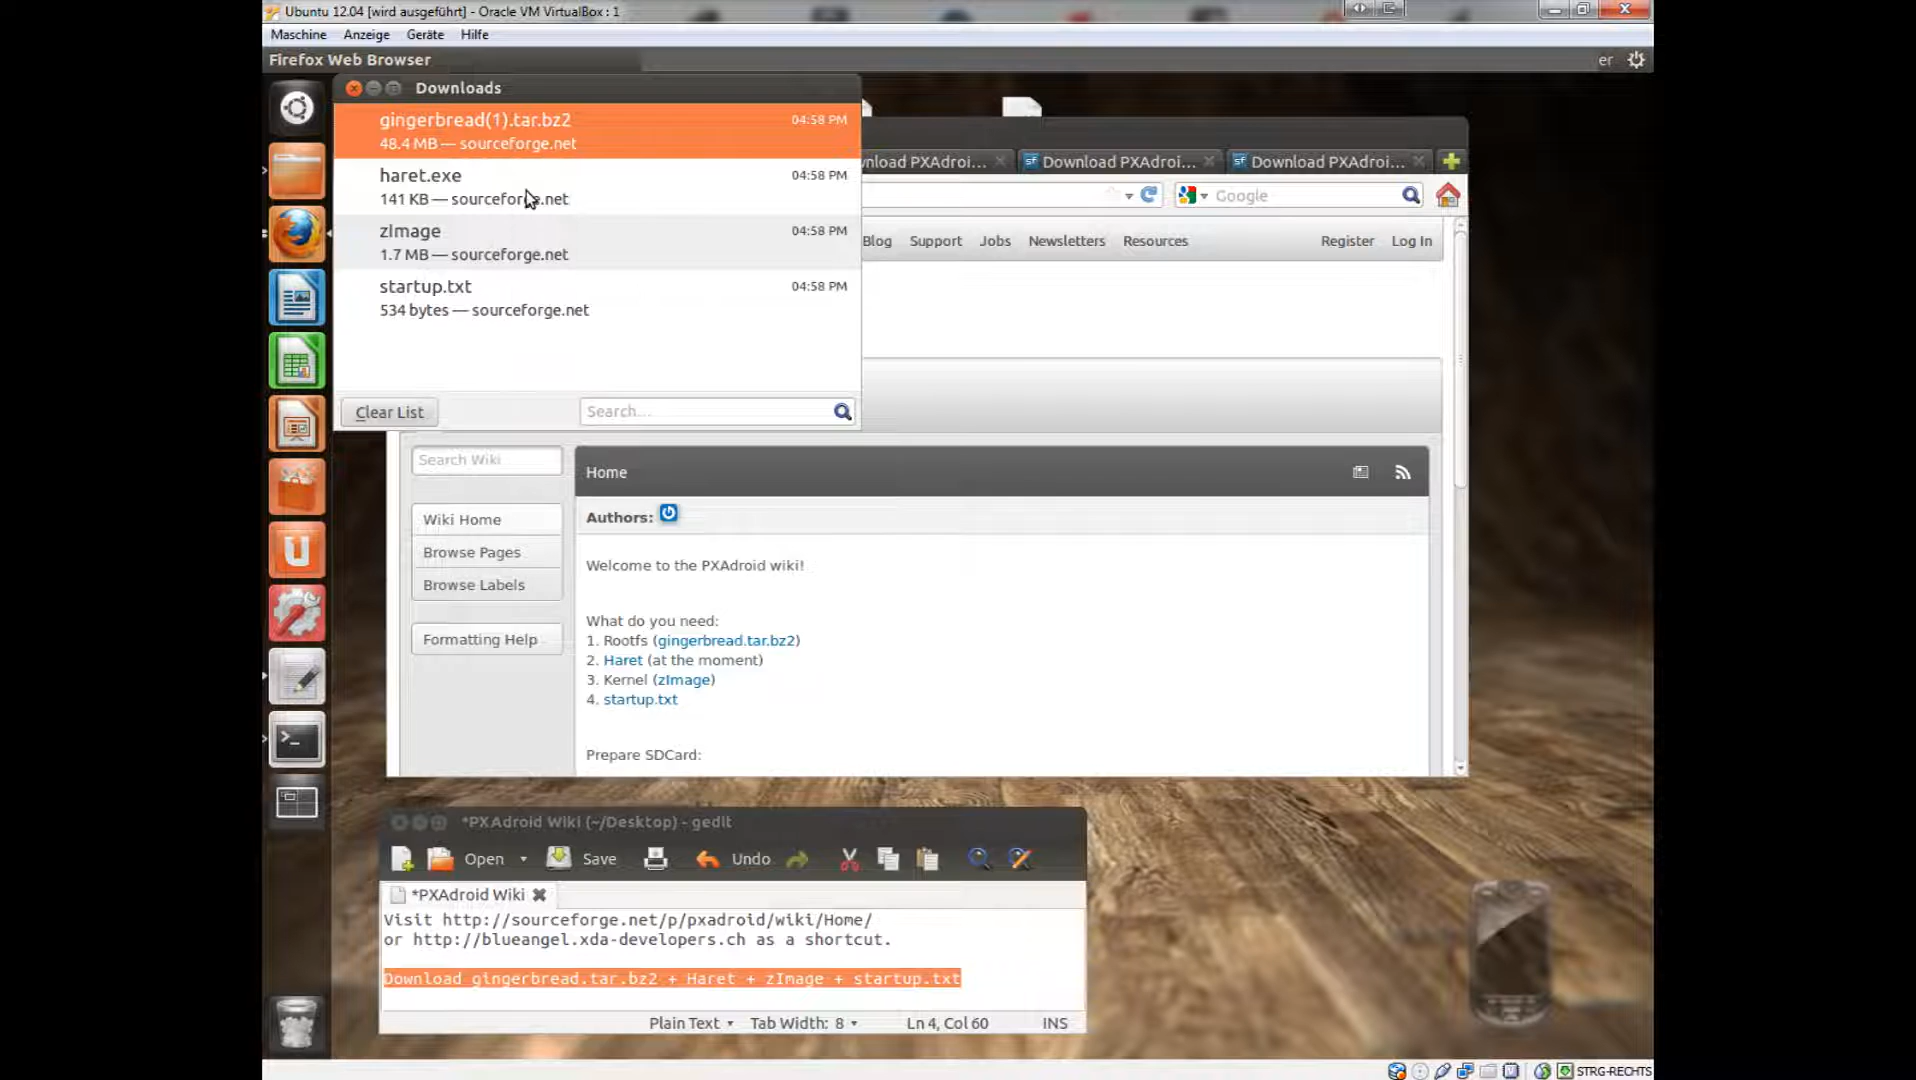 Ubuntu 12.04 [wird ausgeführt] - Oracle VM VirtualBox : 1
Maschine Anzeige Geräte Hilfe
Firefox Web Browser
er
Downloads
gingerbread(1).tar.bz2 04:58 PM
48.4 MB — sourceforge.net
haret.exe 04:58 PM
141 KB — sourceforge.net
zImage 04:58 PM
1.7 MB — sourceforge.net
startup.txt 04:58 PM
534 bytes — sourceforge.net
Clear List
Search...
nload PXAdroi...
Download PXAdroi...
Download PXAdroi...
Google
Blog Support Jobs Newsletters Resources Register Log In
Search Wiki
Wiki Home
Browse Pages
Browse Labels
Formatting Help
Home
Authors:
Welcome to the PXAdroid wiki!
What do you need:
1. Rootfs (gingerbread.tar.bz2)
2. Haret (at the moment)
3. Kernel (zImage)
4. startup.txt
Prepare SDCard:
*PXAdroid Wiki (~/Desktop) - gedit
Open Save Undo
*PXAdroid Wiki
Visit http://sourceforge.net/p/pxadroid/wiki/Home/
or http://blueangel.xda-developers.ch as a shortcut.
Download gingerbread.tar.bz2 + Haret + zImage + startup.txt
Plain Text Tab Width: 8 Ln 4, Col 60 INS
STRG-RECHTS